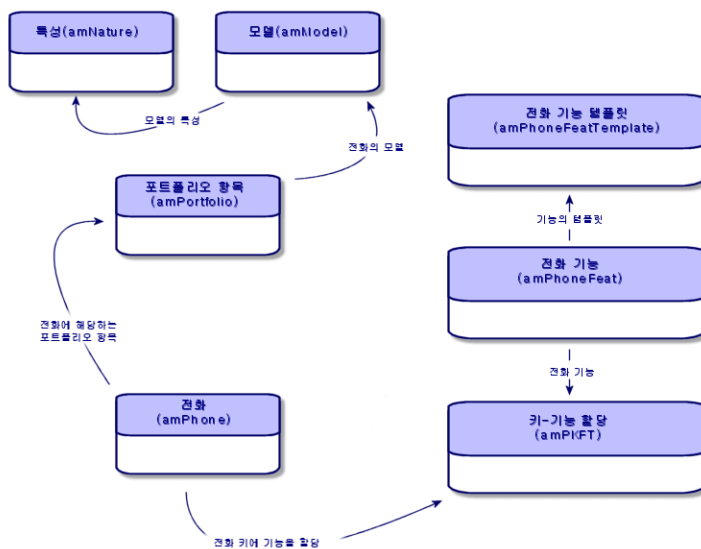 특성(amNature)
모델(amModel)
모델의 특성
전화의 모델
전화 기능 템플릿
(amPhoneFeatTemplate)
포트폴리오 항목
(amPortfolio)
기능의 템플릿
전화 기능
(amPhoneFeat)
전화에 해당하는
포트폴리오 항목
전화 기능
전화
(amPhone)
키-기능 할당
(amPKFT)
전화 키에 기능을 할당